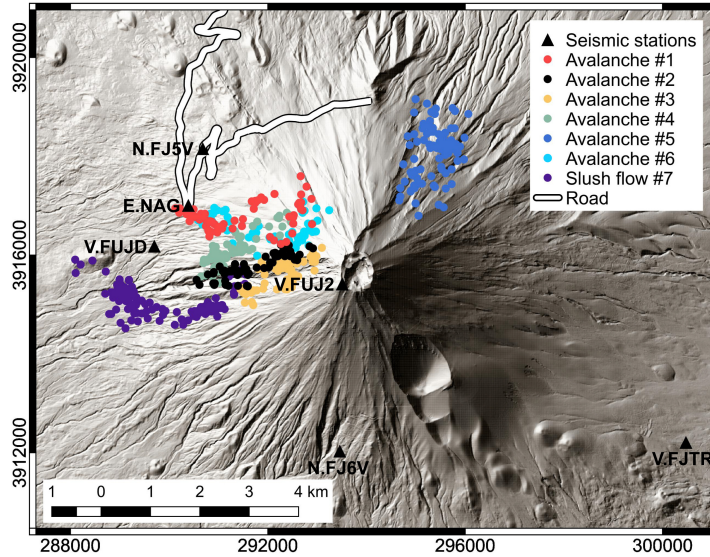 3920000
3916000
3912000
Seismic stations
Avalanche #1
Avalanche #2
Avalanche #3
Avalanche #4
Avalanche #5
Avalanche #6
Slush flow #7
Road
N.FJ5V
E.NAG
V.FUJD
V.FUJ2
N.FJ6V
V.FJTR
1 0 1 2 3 4 km
288000 292000 296000 300000